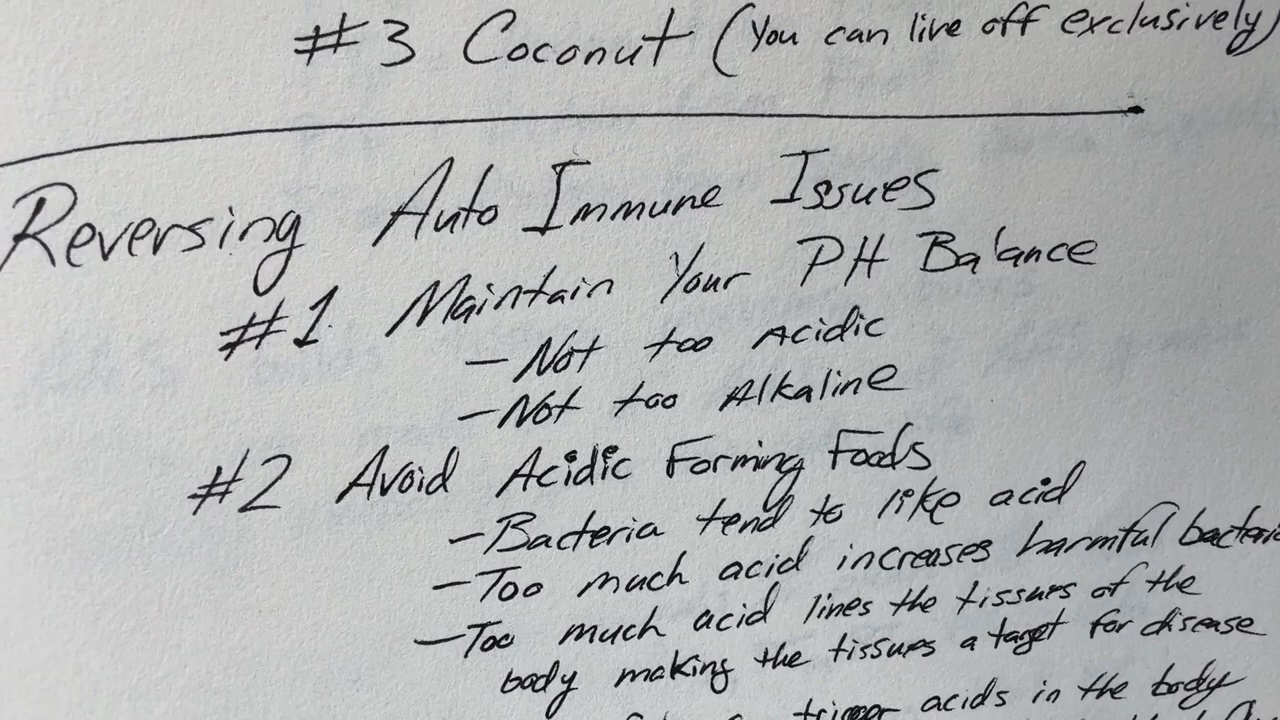 #3 Coconut (You can live off exclusively)
Reversing Auto Immune Issues
#1 Maintain Your PH Balance
- Not too Acidic
- Not too Alkaline
#2 Avoid Acidic Forming Foods
- Bacteria tend to like acid
- Too much acid increases harmful bacteria
- Too much acid lines the tissues of the
body making the tissues a target for disease
trigger acids in the body